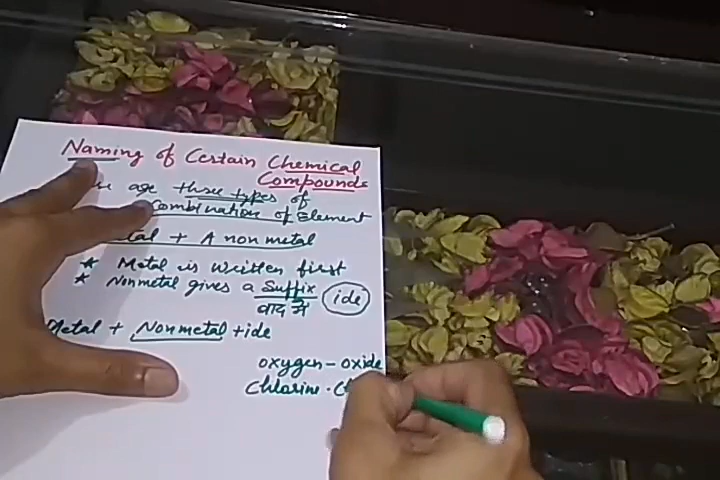 Naming of Certain Chemical
Compounds
are three types of
Combination of Element
+ A non metal
* Metal is written first
* Nonmetal gives a Suffix ide
बाद में
Metal + Nonmetal + ide
oxygen - oxide
Chlorine -